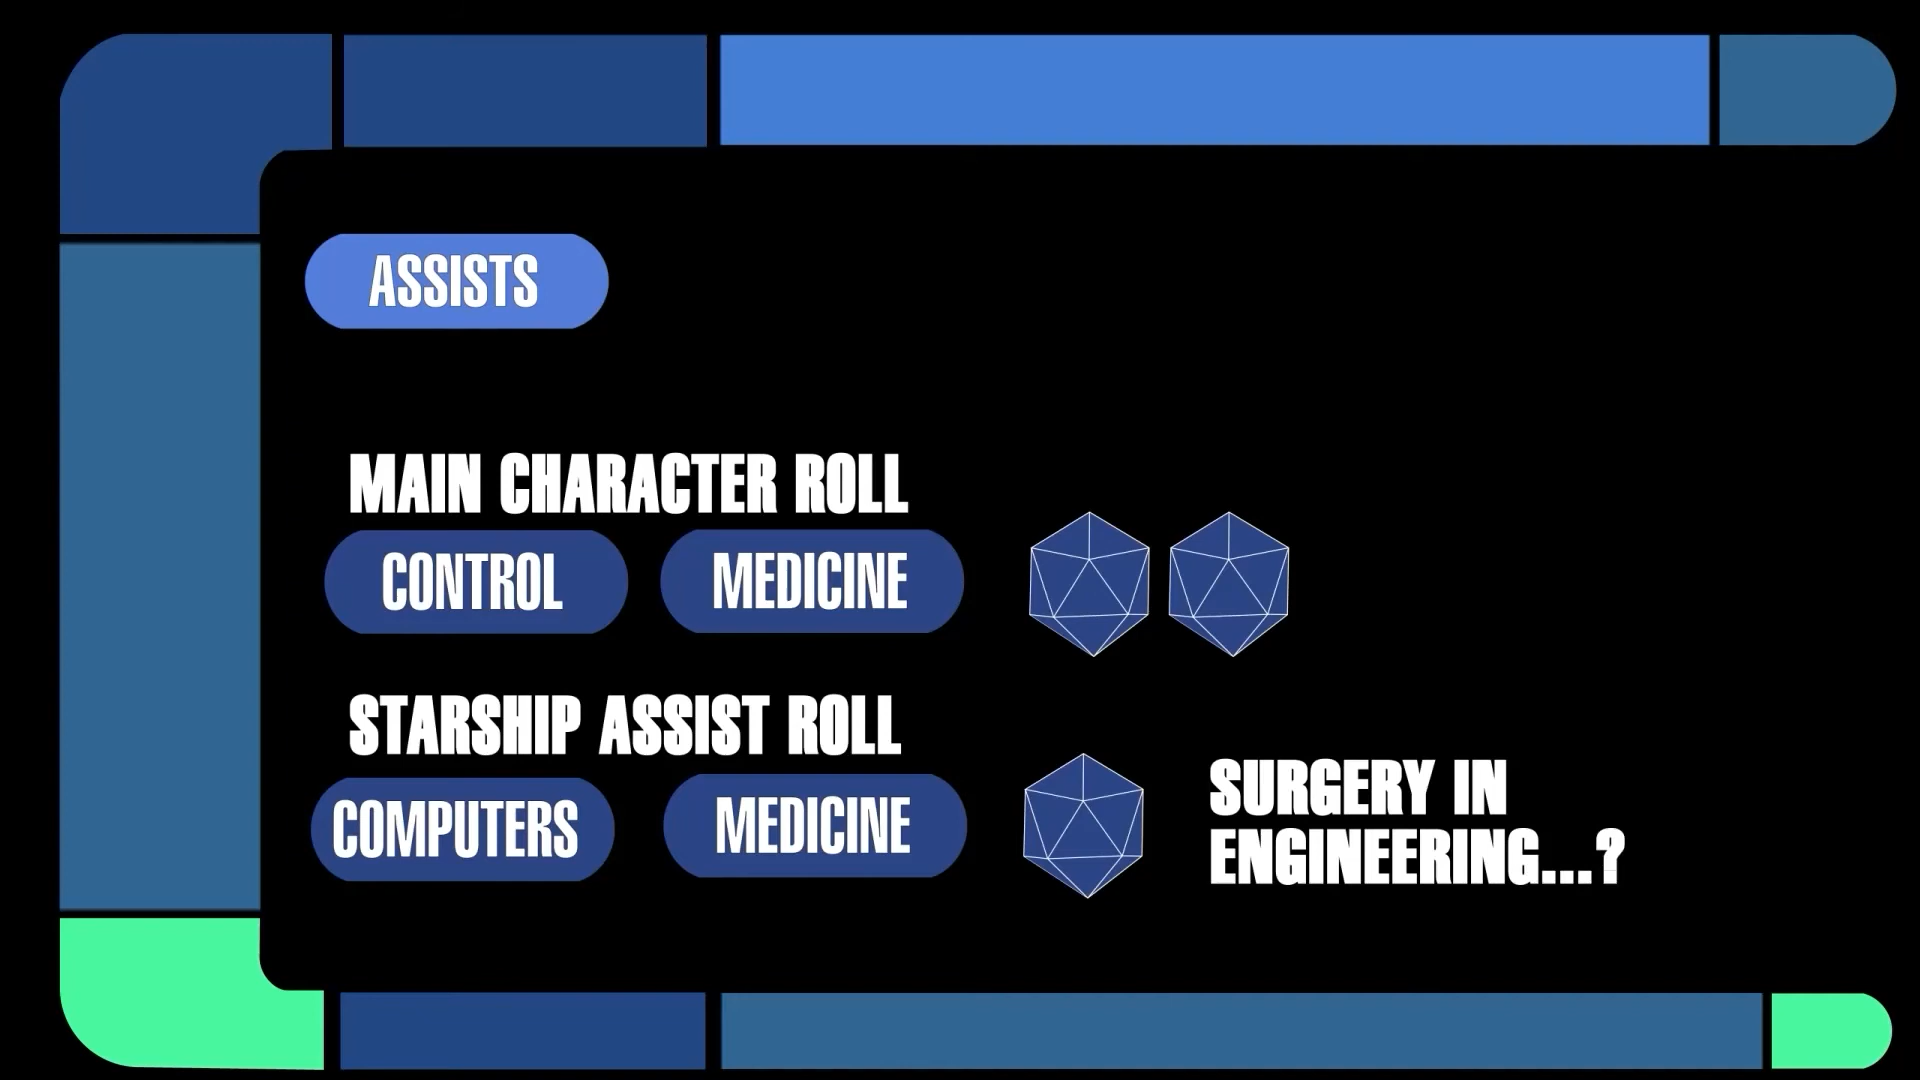 ASSISTS
MAIN CHARACTER ROLL
CONTROL MEDICINE
STARSHIP ASSIST ROLL
COMPUTERS MEDICINE
SURGERY IN
ENGINEERING...?